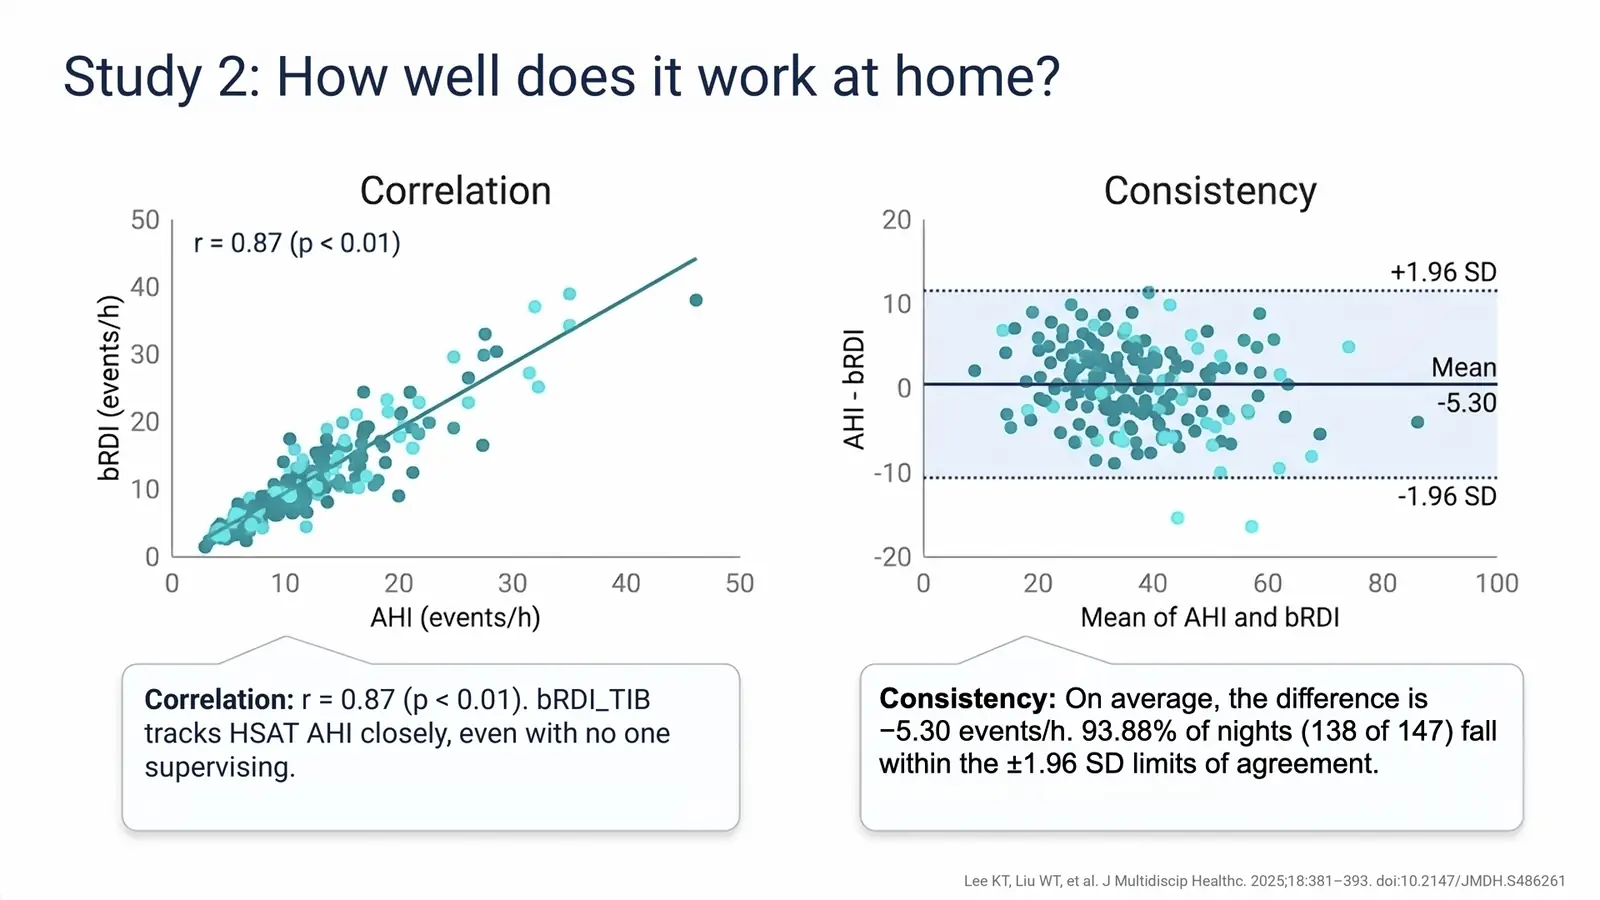 Study 2: How well does it work at home?
Correlation
r = 0.87 (p < 0.01)
bRDI (events/h)
50
40
30
20
10
0
0 10 20 30 40 50
AHI (events/h)
Correlation: r = 0.87 (p < 0.01). bRDI_TIB
tracks HSAT AHI closely, even with no one
supervising.
Consistency
AHI - bRDI
20
10
0
-10
-20
+1.96 SD
Mean
-5.30
-1.96 SD
0 20 40 60 80 100
Mean of AHI and bRDI
Consistency: On average, the difference is
−5.30 events/h. 93.88% of nights (138 of 147) fall
within the ±1.96 SD limits of agreement.
Lee KT, Liu WT, et al. J Multidiscip Healthc. 2025;18:381–393. doi:10.2147/JMDH.S486261